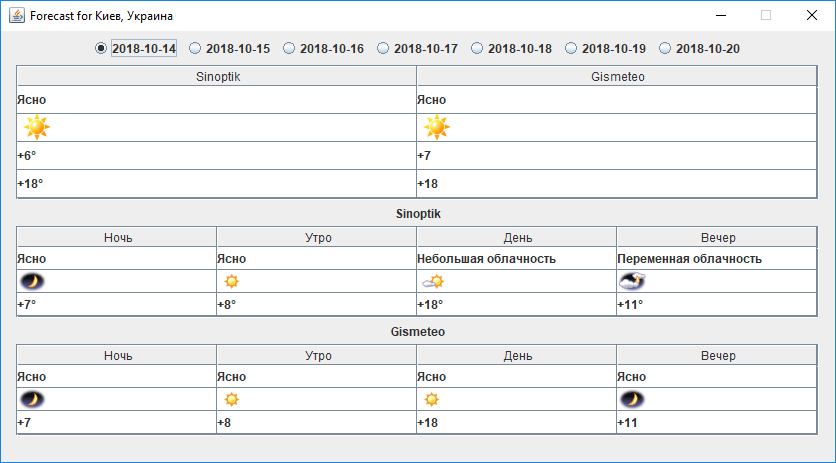 Forecast for Киев, Украина
2018-10-14 2018-10-15 2018-10-16 2018-10-17 2018-10-18 2018-10-19 2018-10-20
Sinoptik Gismeteo
Ясно Ясно
+6° +7
+18° +18
Sinoptik
Ночь Утро День Вечер
Ясно Ясно Небольшая облачность Переменная облачность
+7° +8° +18° +11°
Gismeteo
Ночь Утро День Вечер
Ясно Ясно Ясно Ясно
+7 +8 +18 +11